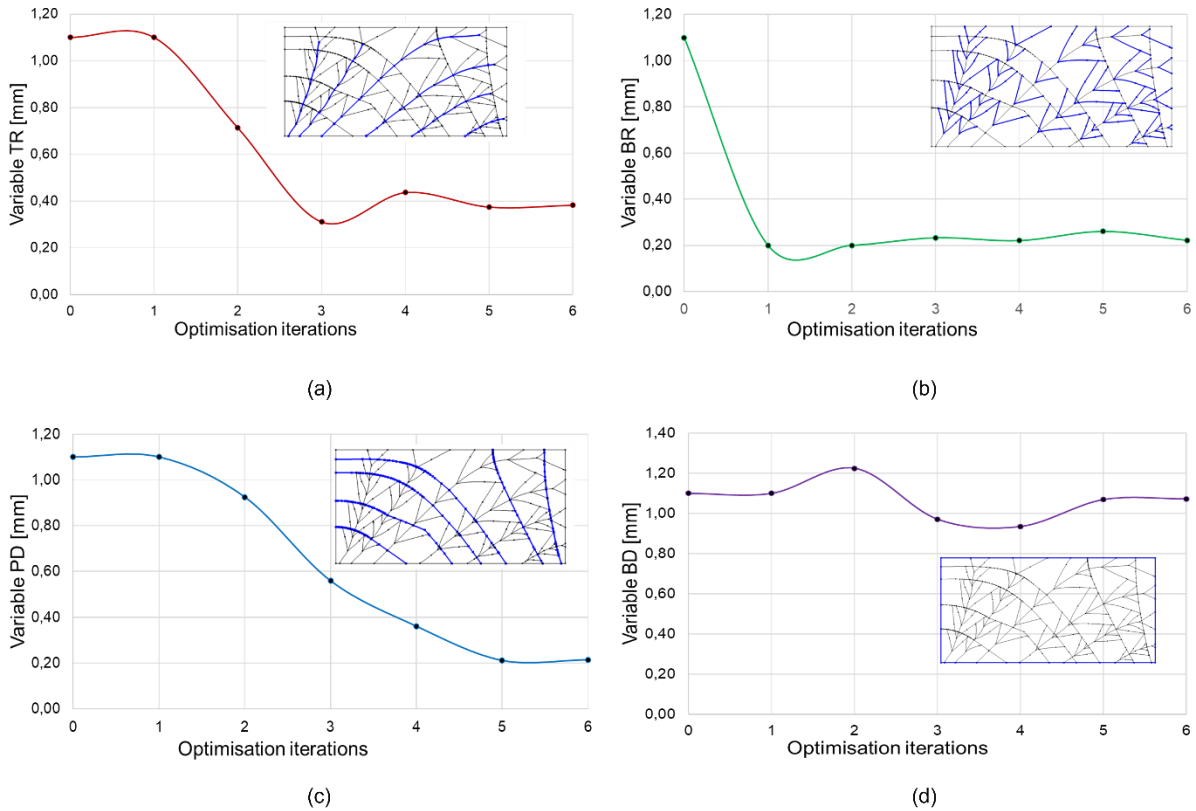 1,20
1,00
0,80
0,60
0,40
0,20
0,00
Variable TR [mm]
0 1 2 3 4 5 6
Optimisation iterations
(a)
1,20
1,00
0,80
0,60
0,40
0,20
0,00
Variable BR [mm]
0 1 2 3 4 5 6
Optimisation iterations
(b)
1,20
1,00
0,80
0,60
0,40
0,20
0,00
Variable PD [mm]
0 1 2 3 4 5 6
Optimisation iterations
(c)
1,40
1,20
1,00
0,80
0,60
0,40
0,20
0,00
Variable BD [mm]
0 1 2 3 4 5 6
Optimisation iterations
(d)